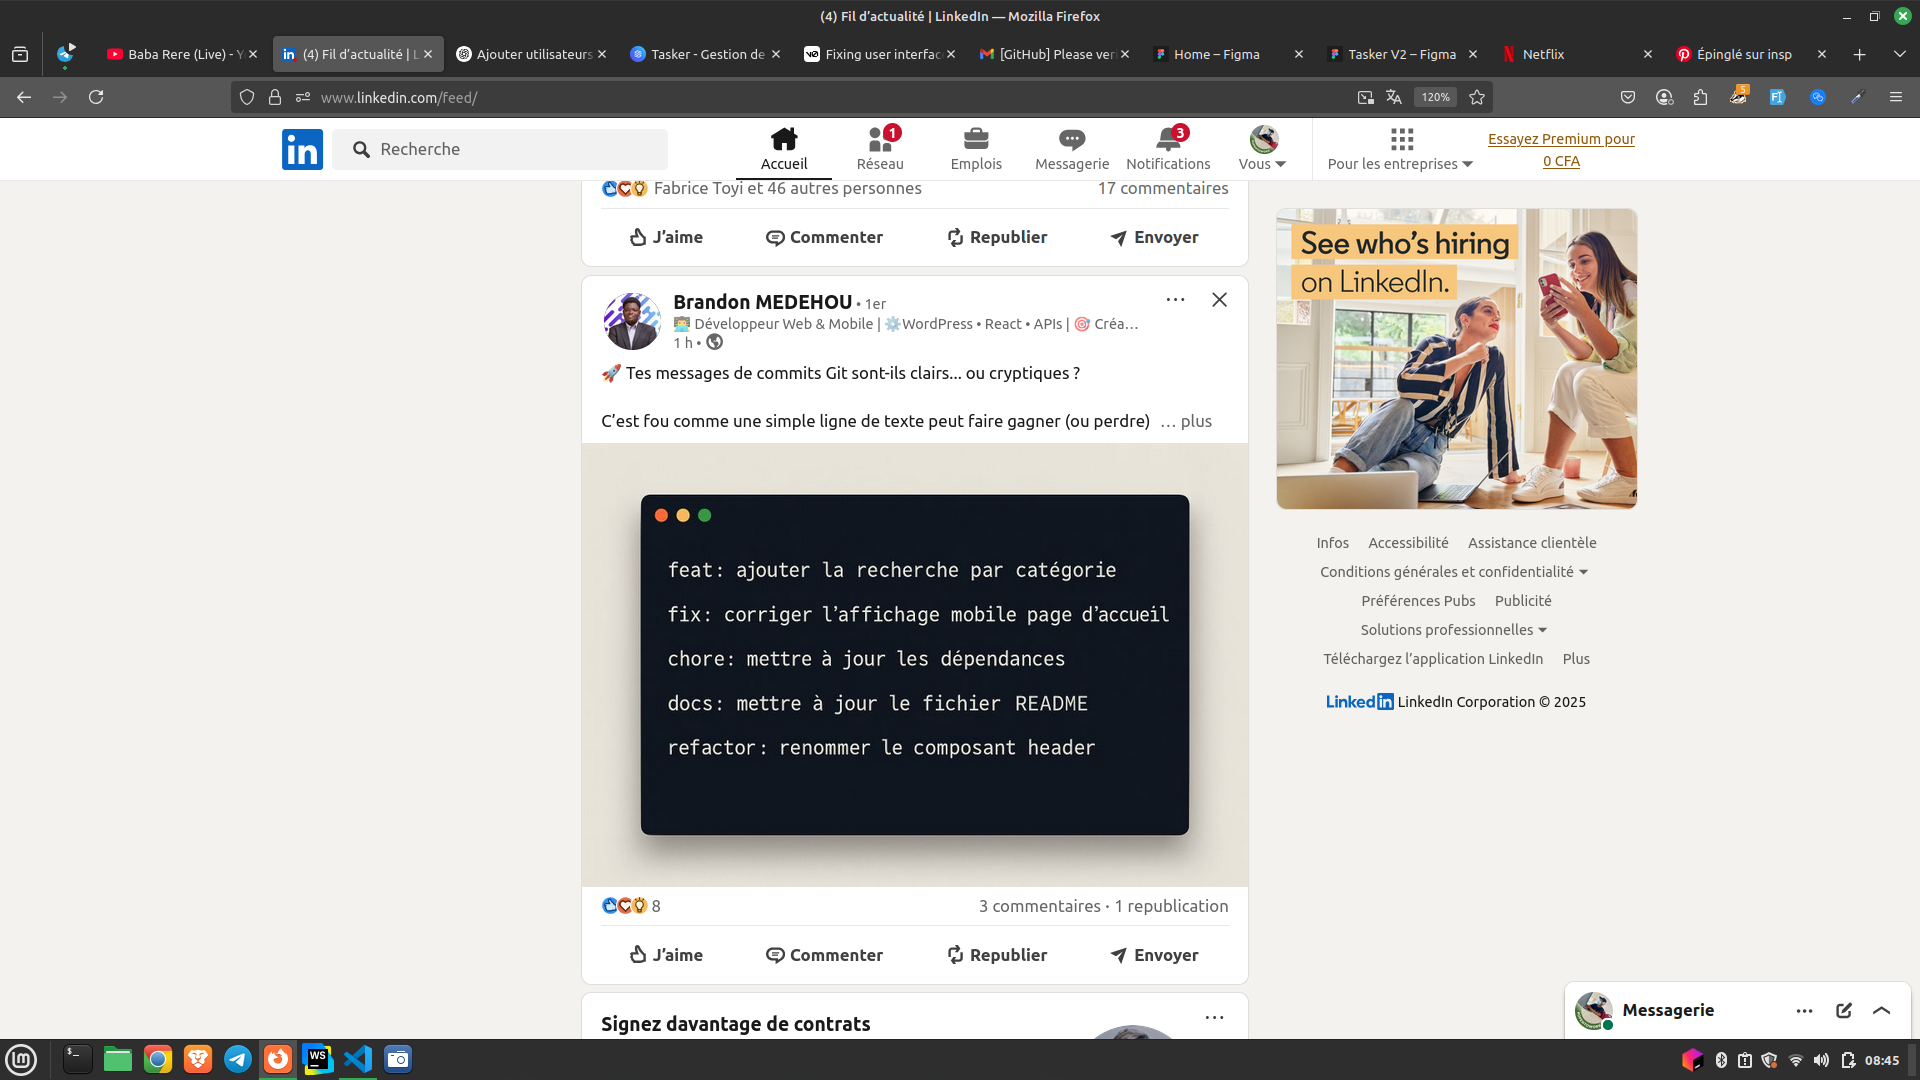 (4) Fil d’actualité | LinkedIn — Mozilla Firefox
Baba Rere (Live) - Y
(4) Fil d’actualité | L
Ajouter utilisateurs
Tasker - Gestion de
Fixing user interfac
[GitHub] Please veri
Home – Figma
Tasker V2 – Figma
Netflix
Épinglé sur insp
www.linkedin.com/feed/
120%
5
in
Recherche
Accueil
1
Réseau
Emplois
Messagerie
3
Notifications
Vous
Pour les entreprises
Essayez Premium pour
0 CFA
Fabrice Toyi et 46 autres personnes
17 commentaires
J’aime
Commenter
Republier
Envoyer
Brandon MEDEHOU • 1er
Développeur Web & Mobile | WordPress • React • APIs | Créa…
1 h •
🚀 Tes messages de commits Git sont-ils clairs... ou cryptiques ?
C’est fou comme une simple ligne de texte peut faire gagner (ou perdre) … plus
feat: ajouter la recherche par catégorie
fix: corriger l’affichage mobile page d’accueil
chore: mettre à jour les dépendances
docs: mettre à jour le fichier README
refactor: renommer le composant header
8
3 commentaires · 1 republication
J’aime
Commenter
Republier
Envoyer
Signez davantage de contrats
See who’s hiring
on LinkedIn.
Infos
Accessibilité
Assistance clientèle
Conditions générales et confidentialité
Préférences Pubs
Publicité
Solutions professionnelles
Téléchargez l’application LinkedIn
Plus
LinkedIn LinkedIn Corporation © 2025
Messagerie
WS
08:45